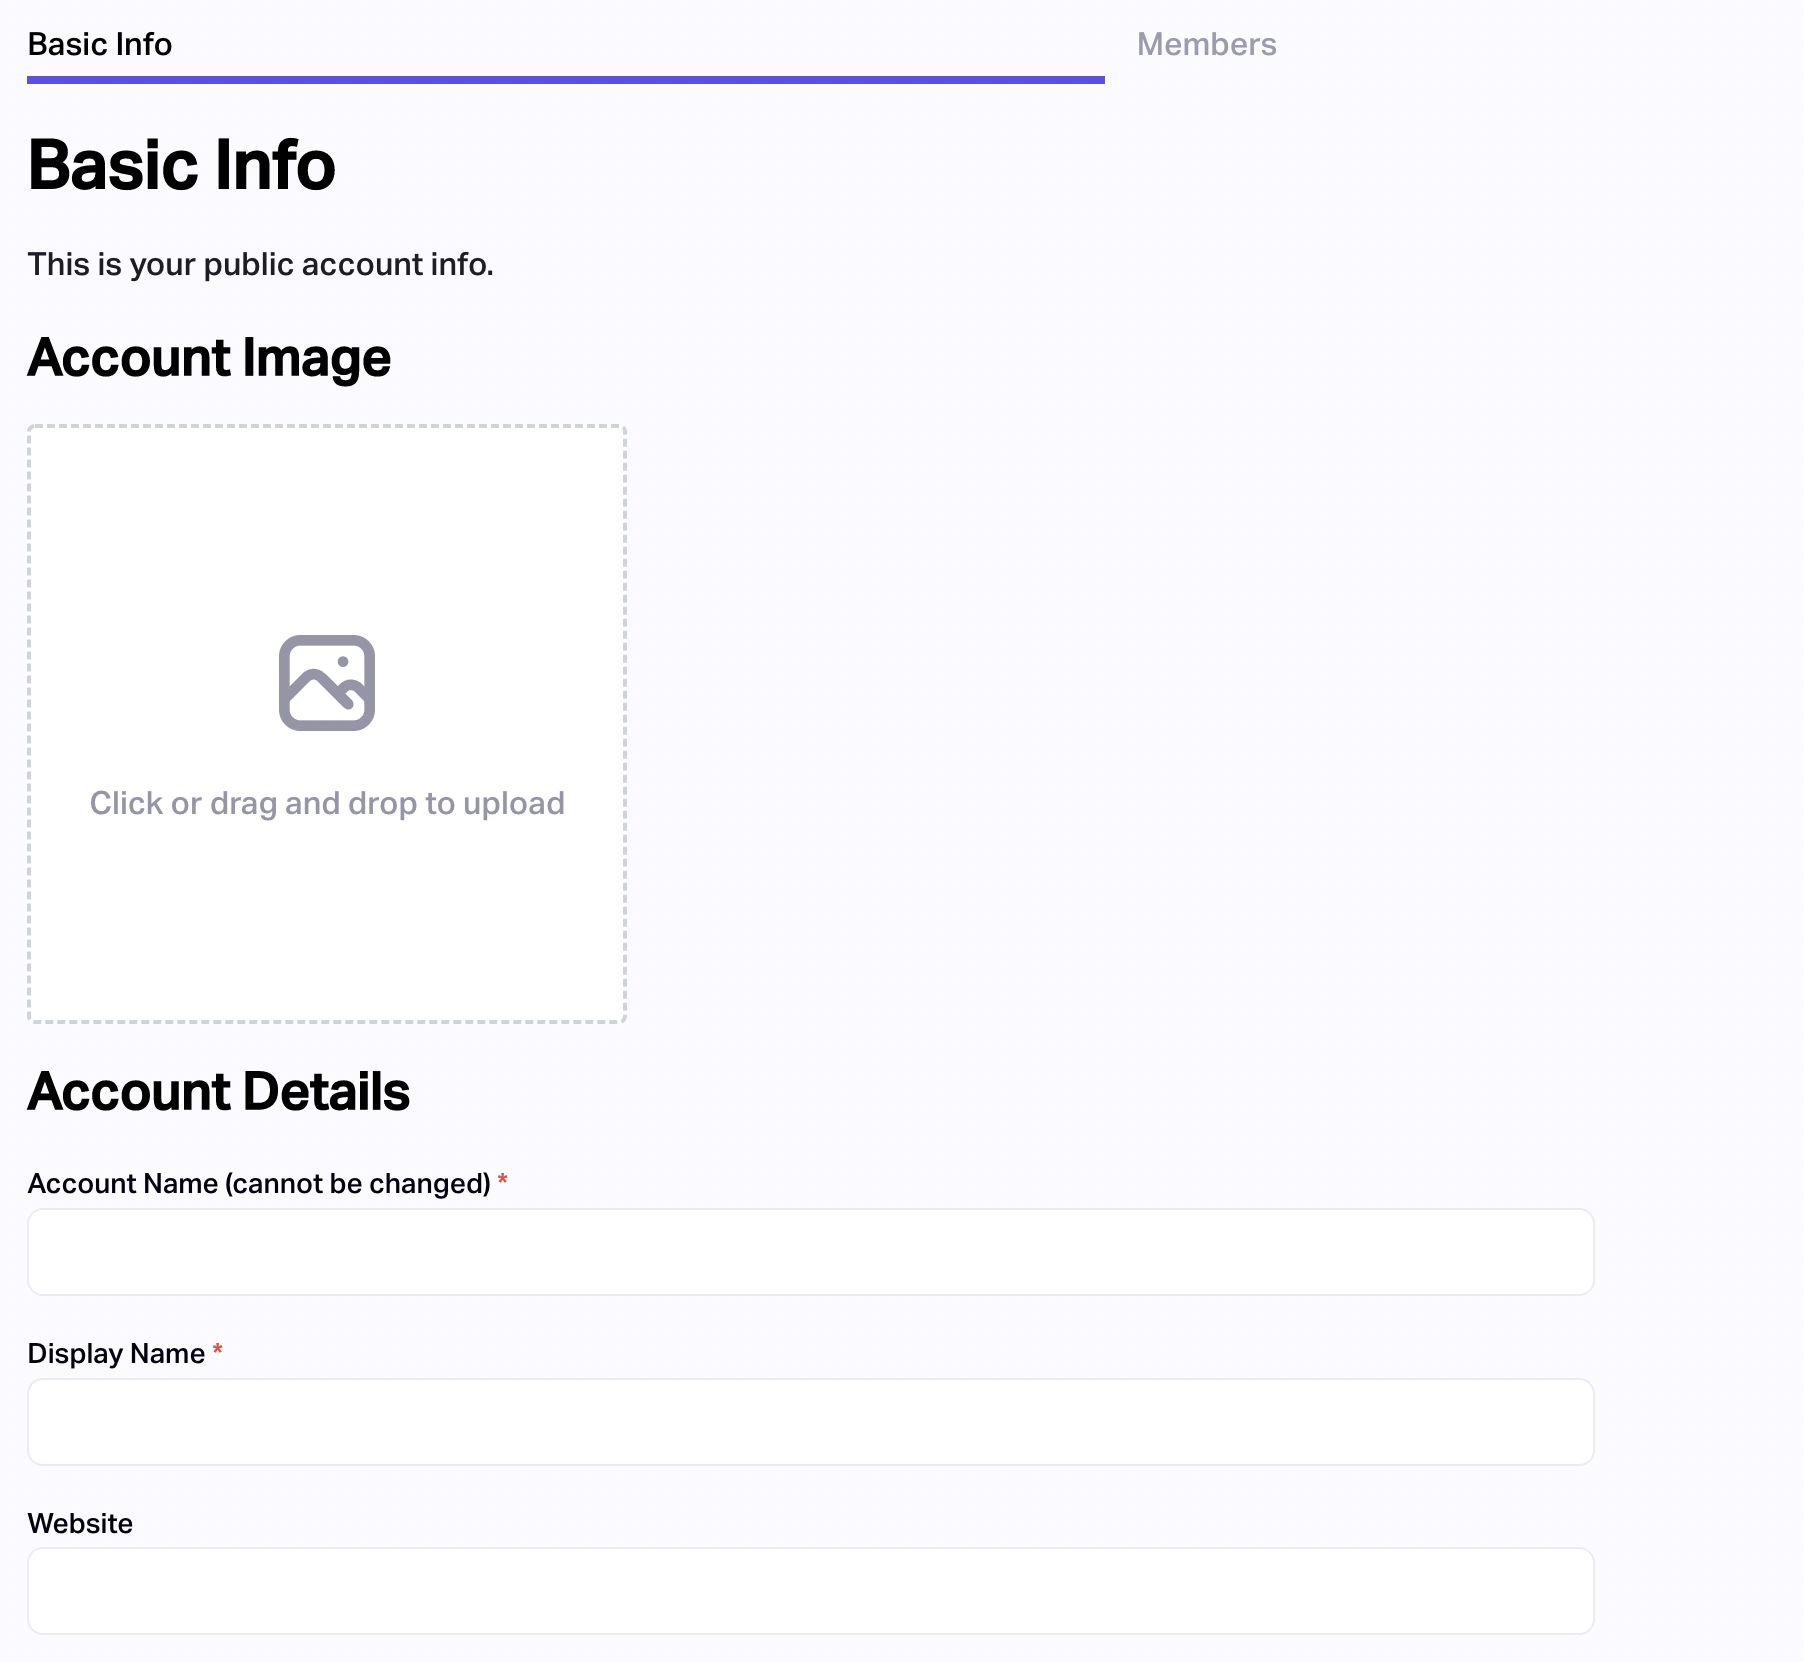 Basic Info
Members
Basic Info
This is your public account info.
Account Image
Click or drag and drop to upload
Account Details
Account Name (cannot be changed) *
Display Name *
Website